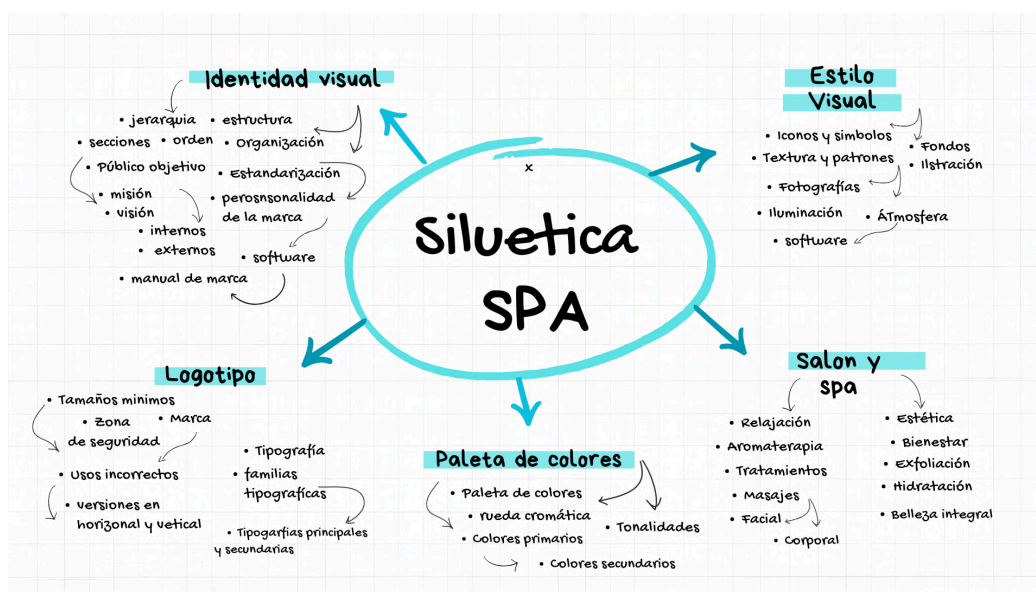 Identidad visual
• jerarquia • estructura
• secciones • orden • Organización
• Público objetivo
• Estandarización
• misión
• visión
• perosnsonalidad
de la marca
• internos
• externos
• software
• manual de marca
Estilo
Visual
• Iconos y simbolos
• Fondos
• Textura y patrones
• Ilstración
• Fotografías
• Iluminación • ATmosfera
• software
x
Siluetica
SPA
Logotipo
• Tamaños minimos
• Zona
de seguridad
• Marca
• Usos incorrectos
• versiones en
horizonal y vetical
• Tipografía
• familias
tipografícas
• Tipogarfias principales
y secundarias
Paleta de colores
• Paleta de colores
• rueda cromática
• Colores primarios
• Tonalidades
• Colores secundarios
Salon y
spa
• Relajación
• Aromaterapia
• Tratamientos
• Masajes
• Facial
• Corporal
• Estética
• Bienestar
• Exfoliación
• Hidratación
• Belleza integral